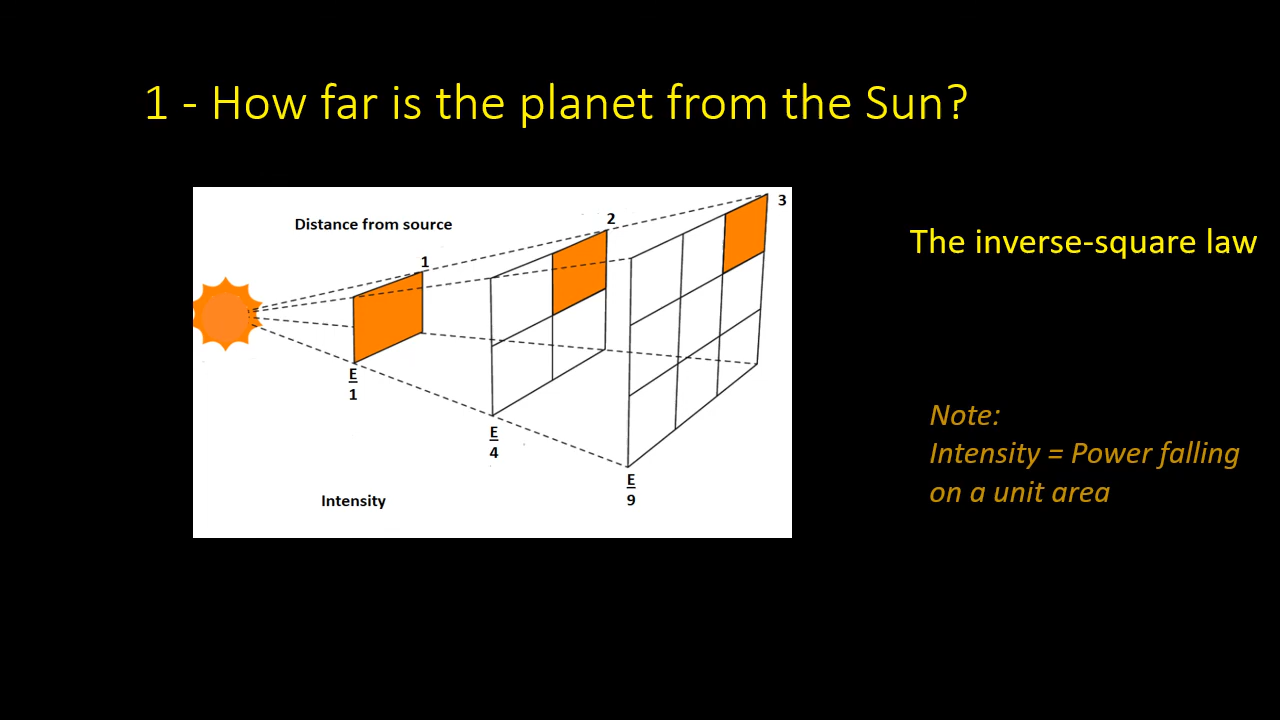 1 - How far is the planet from the Sun?
Distance from source
1
2
3
E
1
E
4
E
9
Intensity
The inverse-square law
Note:
Intensity = Power falling
on a unit area